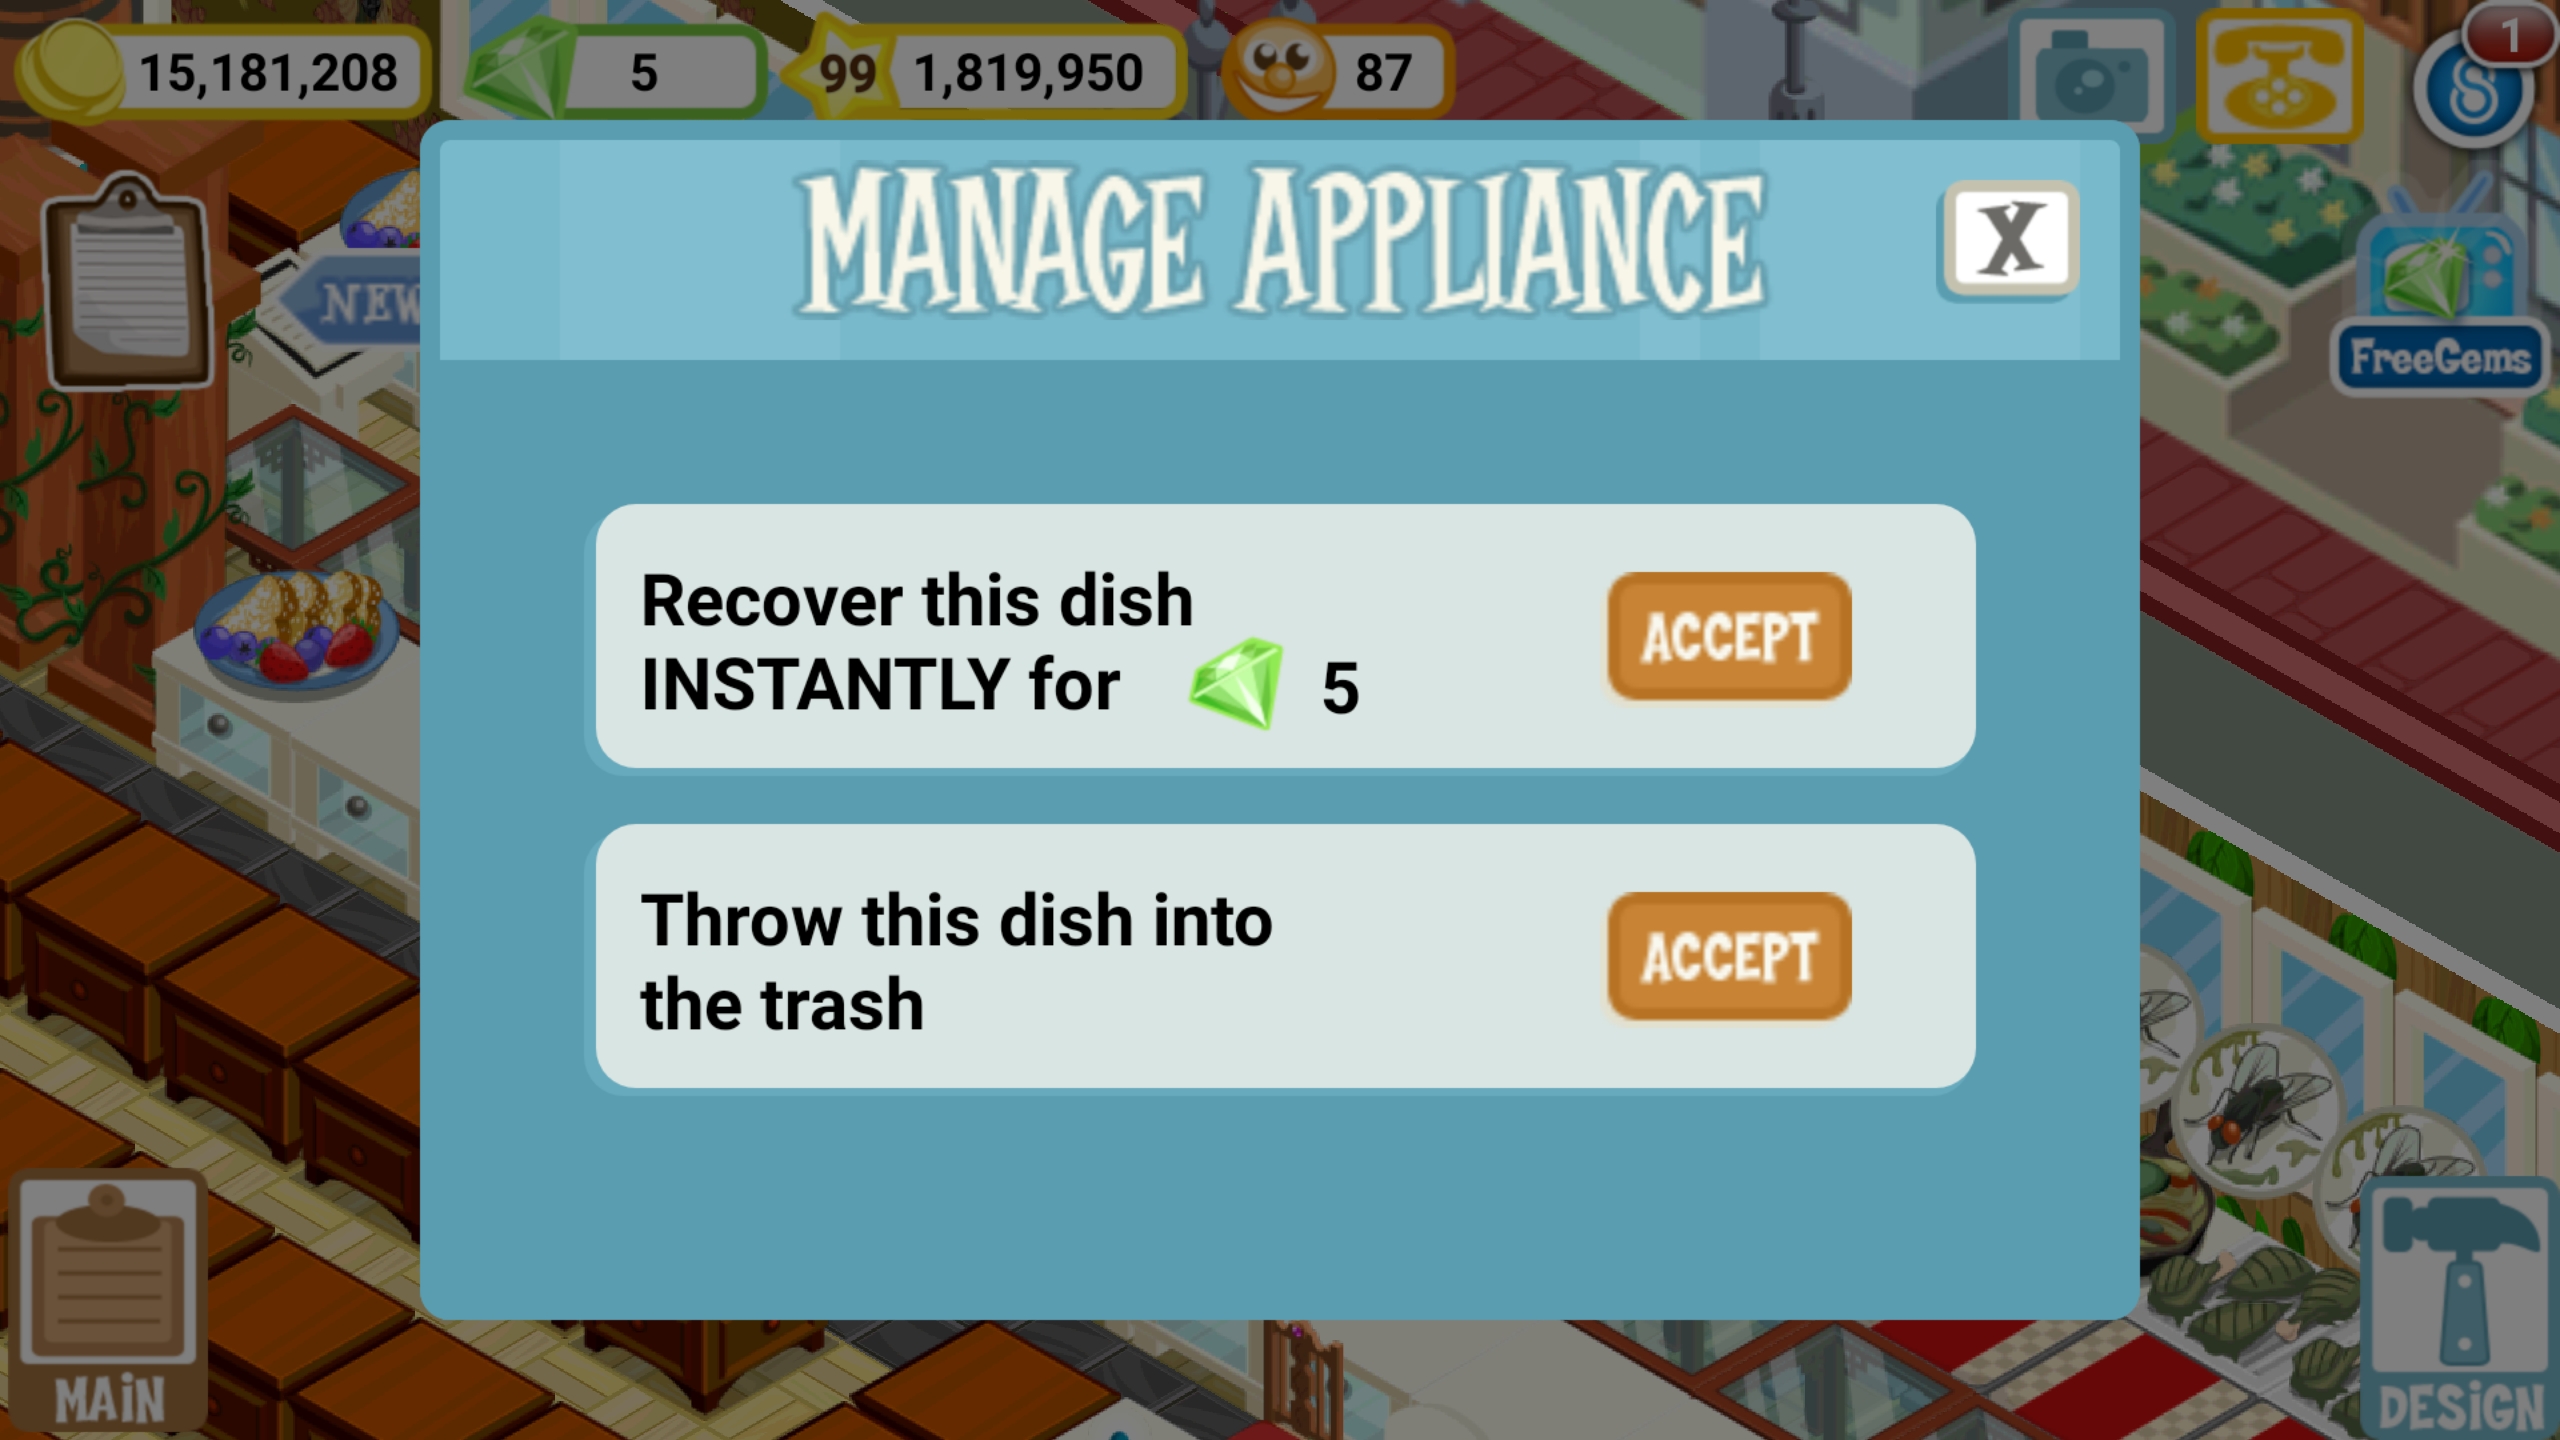 15,181,208
5
99
1,819,950
87
1
MANAGE APPLIANCE
X
NEW
FreeGems
Recover this dish
INSTANTLY for 5
ACCEPT
Throw this dish into
the trash
ACCEPT
MAIN
DESIGN